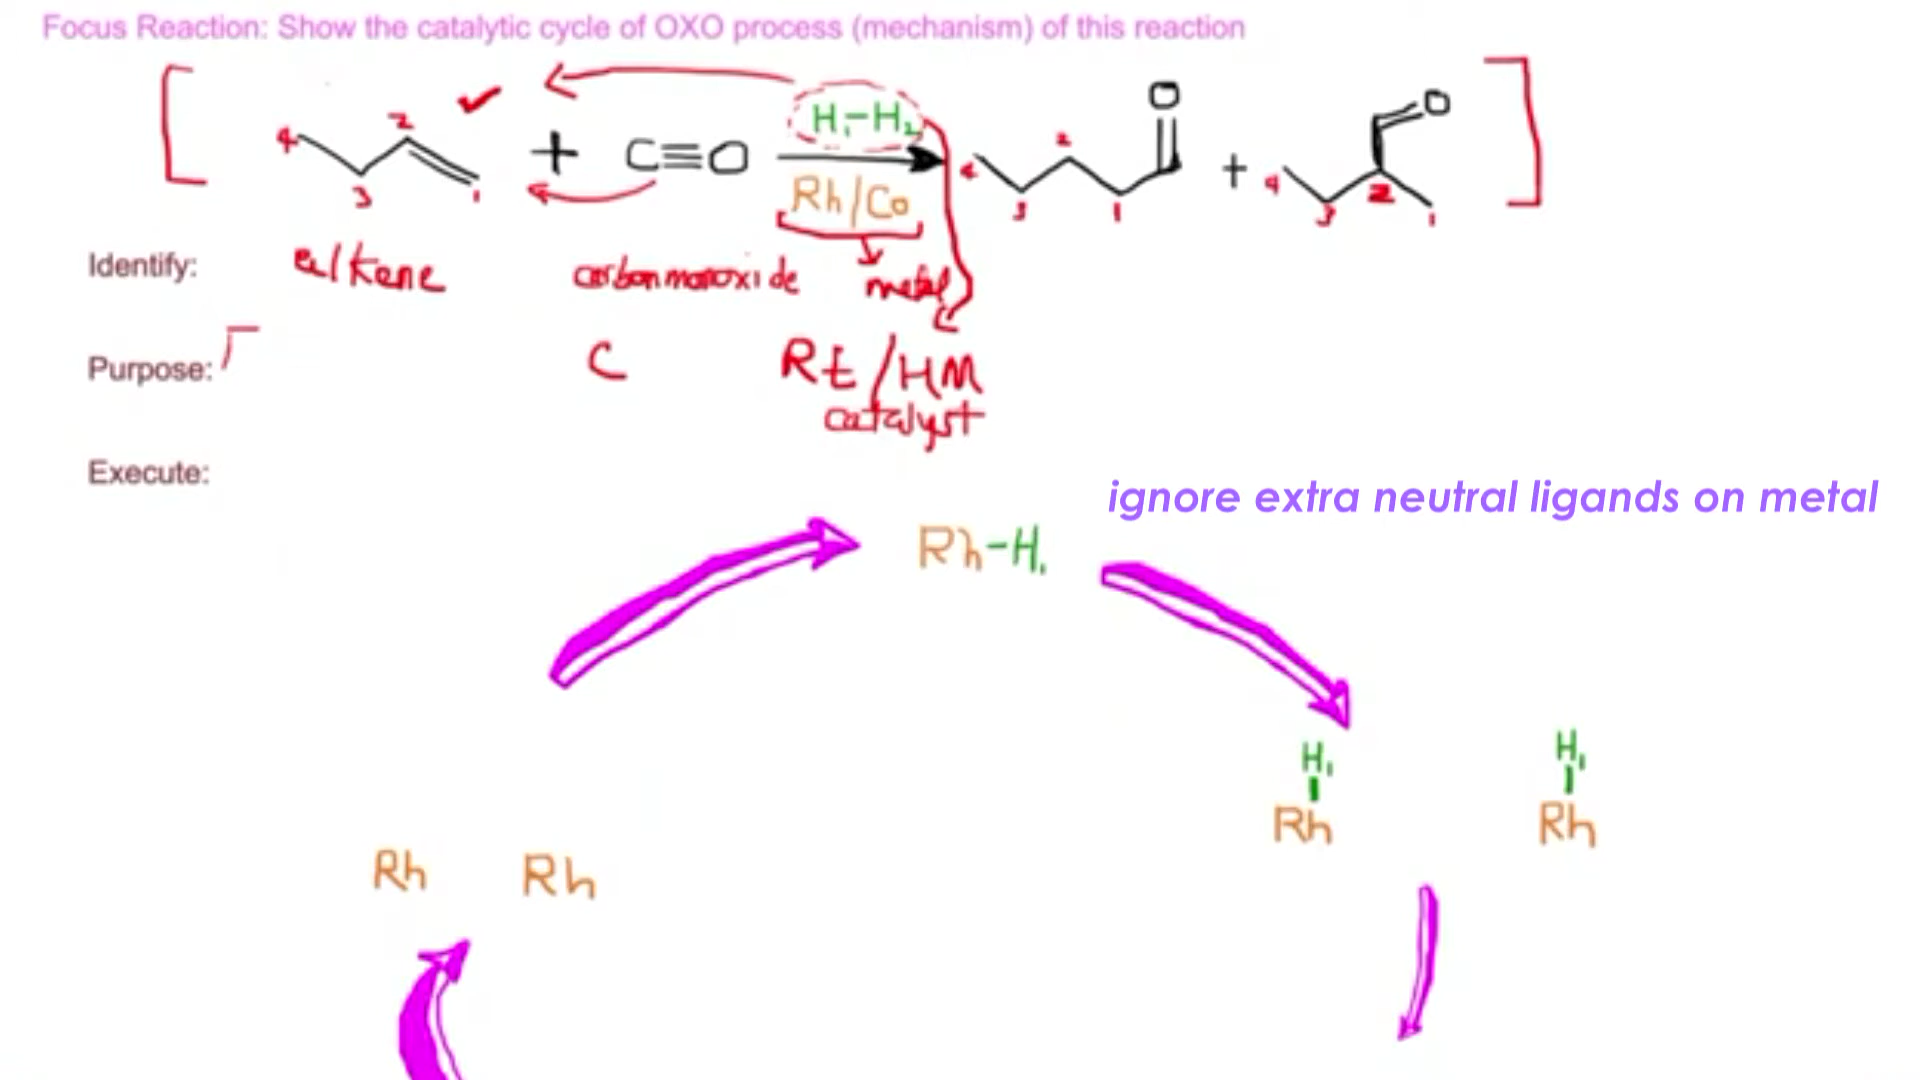 Focus Reaction: Show the catalytic cycle of OXO process (mechanism) of this reaction
4 2 3 1 + C≡O H₁-H₂ Rh/Co 4 2 3 1 O + 4 3 2 1 O
Identify: alkene carbon monoxide metal
Purpose: C Rt/HM
catalyst
Execute:
ignore extra neutral ligands on metal
Rh-H₁
H₁ H₁
Rh Rh
Rh Rh